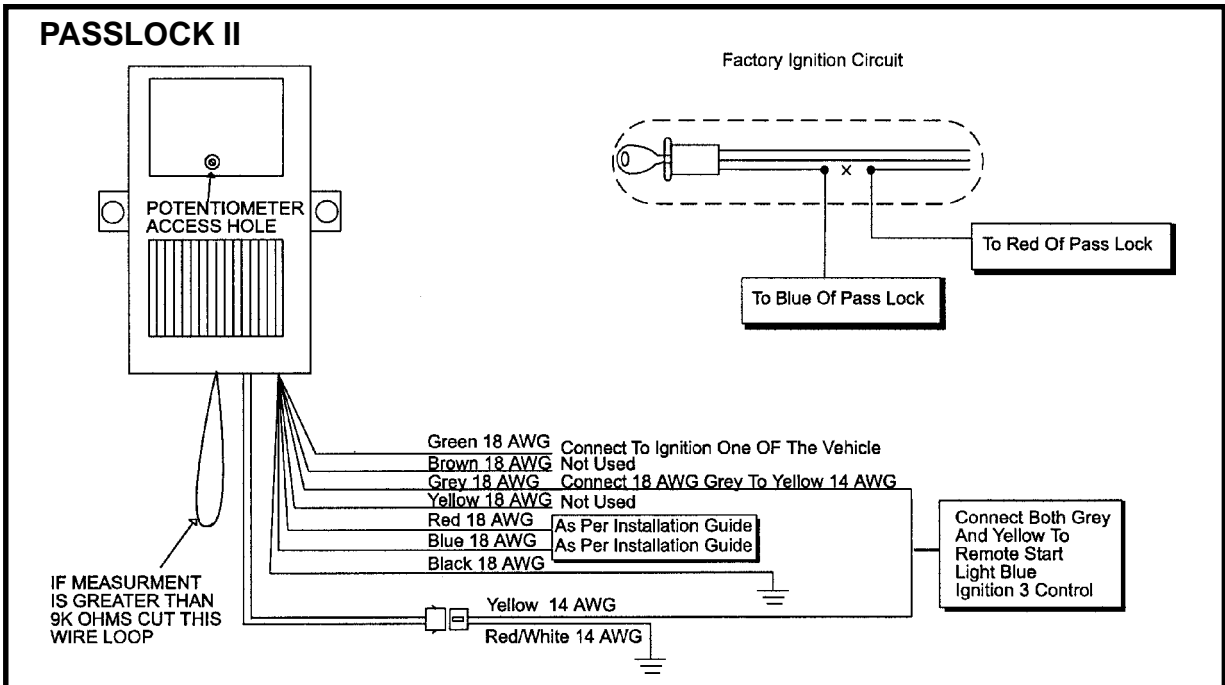 PASSLOCK II
Factory Ignition Circuit
POTENTIOMETER
ACCESS HOLE
x
To Red Of Pass Lock
To Blue Of Pass Lock
Green 18 AWG Connect To Ignition One OF The Vehicle
Brown 18 AWG Not Used
Grey 18 AWG Connect 18 AWG Grey To Yellow 14 AWG
Yellow 18 AWG Not Used
Red 18 AWG As Per Installation Guide
Blue 18 AWG As Per Installation Guide
Black 18 AWG
Connect Both Grey
And Yellow To
Remote Start
Light Blue
Ignition 3 Control
IF MEASURMENT
IS GREATER THAN
9K OHMS CUT THIS
WIRE LOOP
Yellow 14 AWG
Red/White 14 AWG